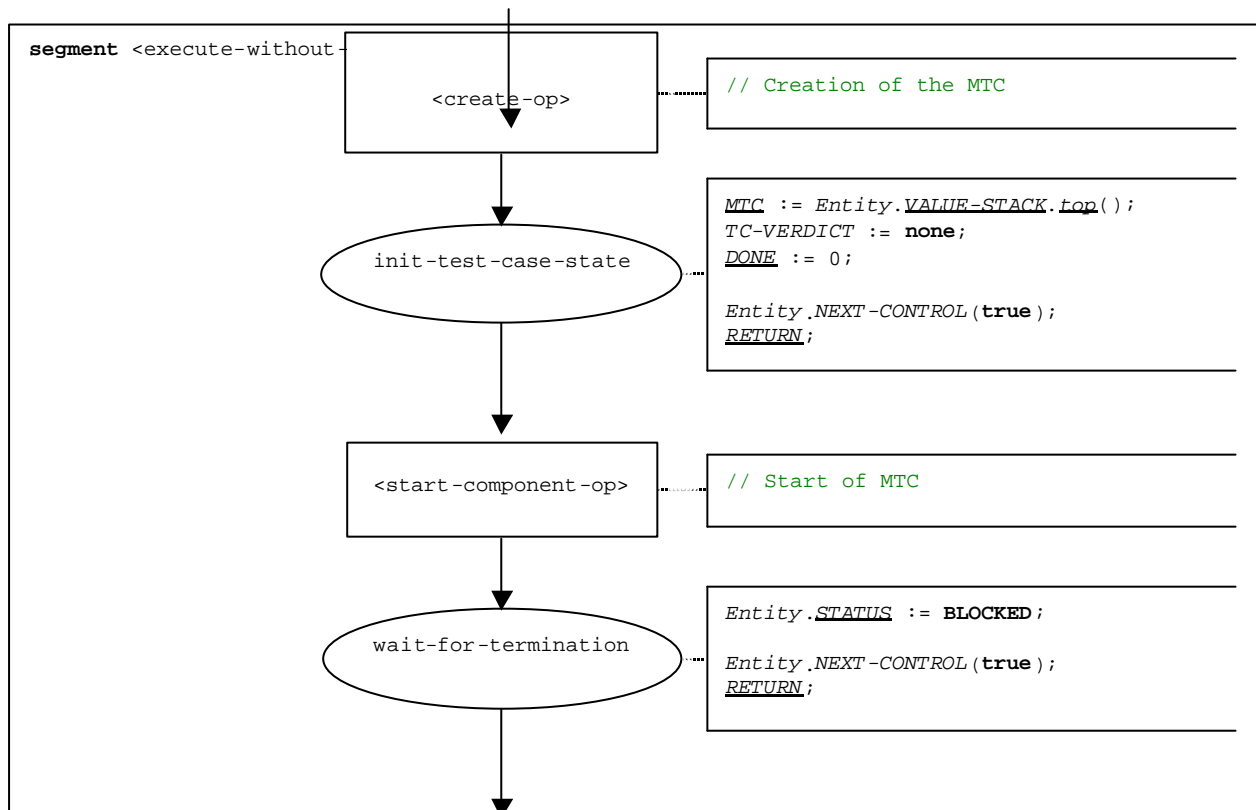 segment <execute-without-
<create-op>
// Creation of the MTC
init-test-case-state
MTC := Entity.VALUE-STACK.top();
TC-VERDICT := none;
DONE := 0;
Entity.NEXT-CONTROL(true);
RETURN;
<start-component-op>
// Start of MTC
wait-for-termination
Entity.STATUS := BLOCKED;
Entity.NEXT-CONTROL(true);
RETURN;